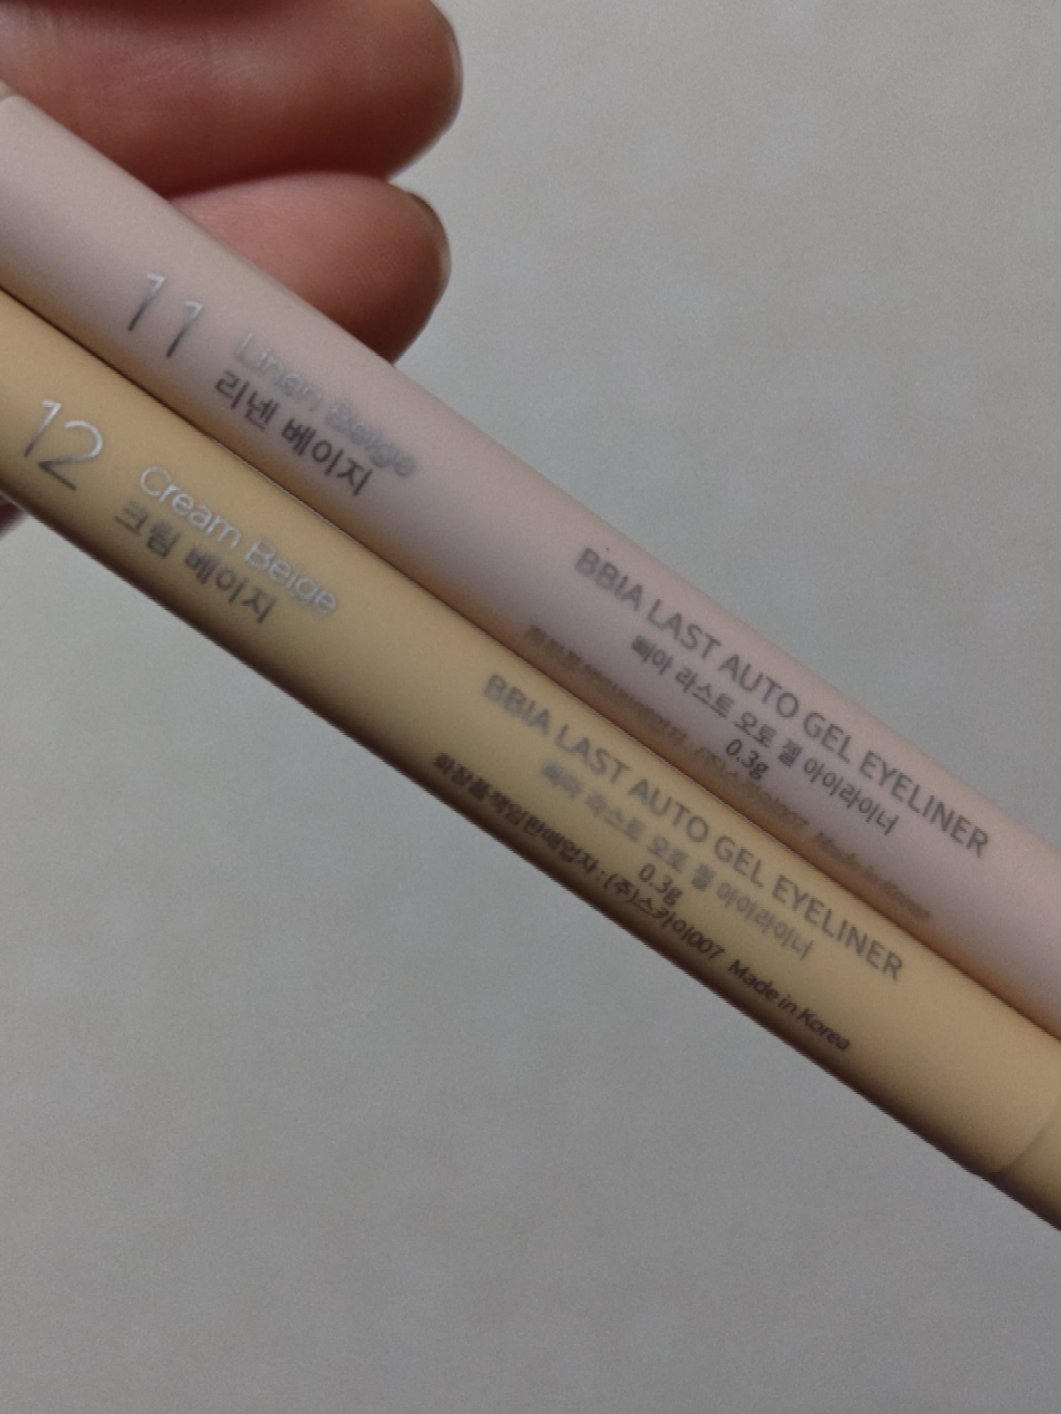 11
Linen Beige
리넨 베이지
BBIA LAST AUTO GEL EYELINER
삐아 라스트 오토 젤 아이라이너
0.3g
12
Cream Beige
크림 베이지
BBIA LAST AUTO GEL EYELINER
삐아 라스트 오토 젤 아이라이너
0.3g
화장품책임판매업자 : (주)스카이007 Made in Korea